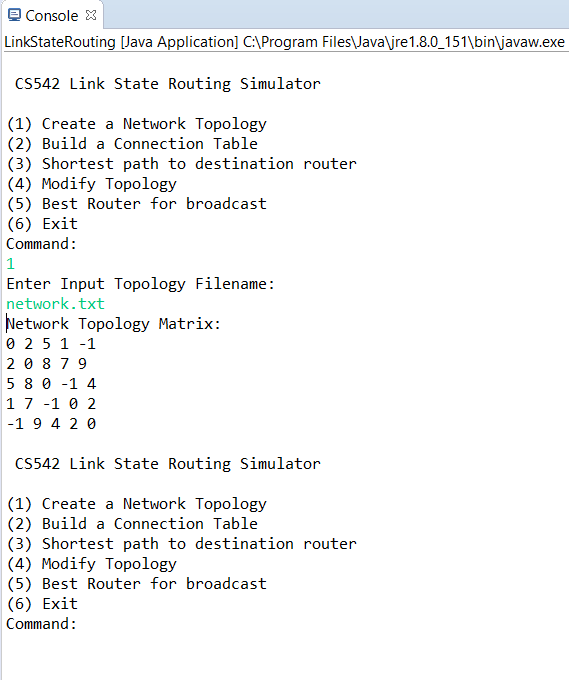 Console
LinkStateRouting [Java Application] C:\Program Files\Java\jre1.8.0_151\bin\javaw.exe
CS542 Link State Routing Simulator
(1) Create a Network Topology
(2) Build a Connection Table
(3) Shortest path to destination router
(4) Modify Topology
(5) Best Router for broadcast
(6) Exit
Command:
1
Enter Input Topology Filename:
network.txt
Network Topology Matrix:
0 2 5 1 -1
2 0 8 7 9
5 8 0 -1 4
1 7 -1 0 2
-1 9 4 2 0
CS542 Link State Routing Simulator
(1) Create a Network Topology
(2) Build a Connection Table
(3) Shortest path to destination router
(4) Modify Topology
(5) Best Router for broadcast
(6) Exit
Command: